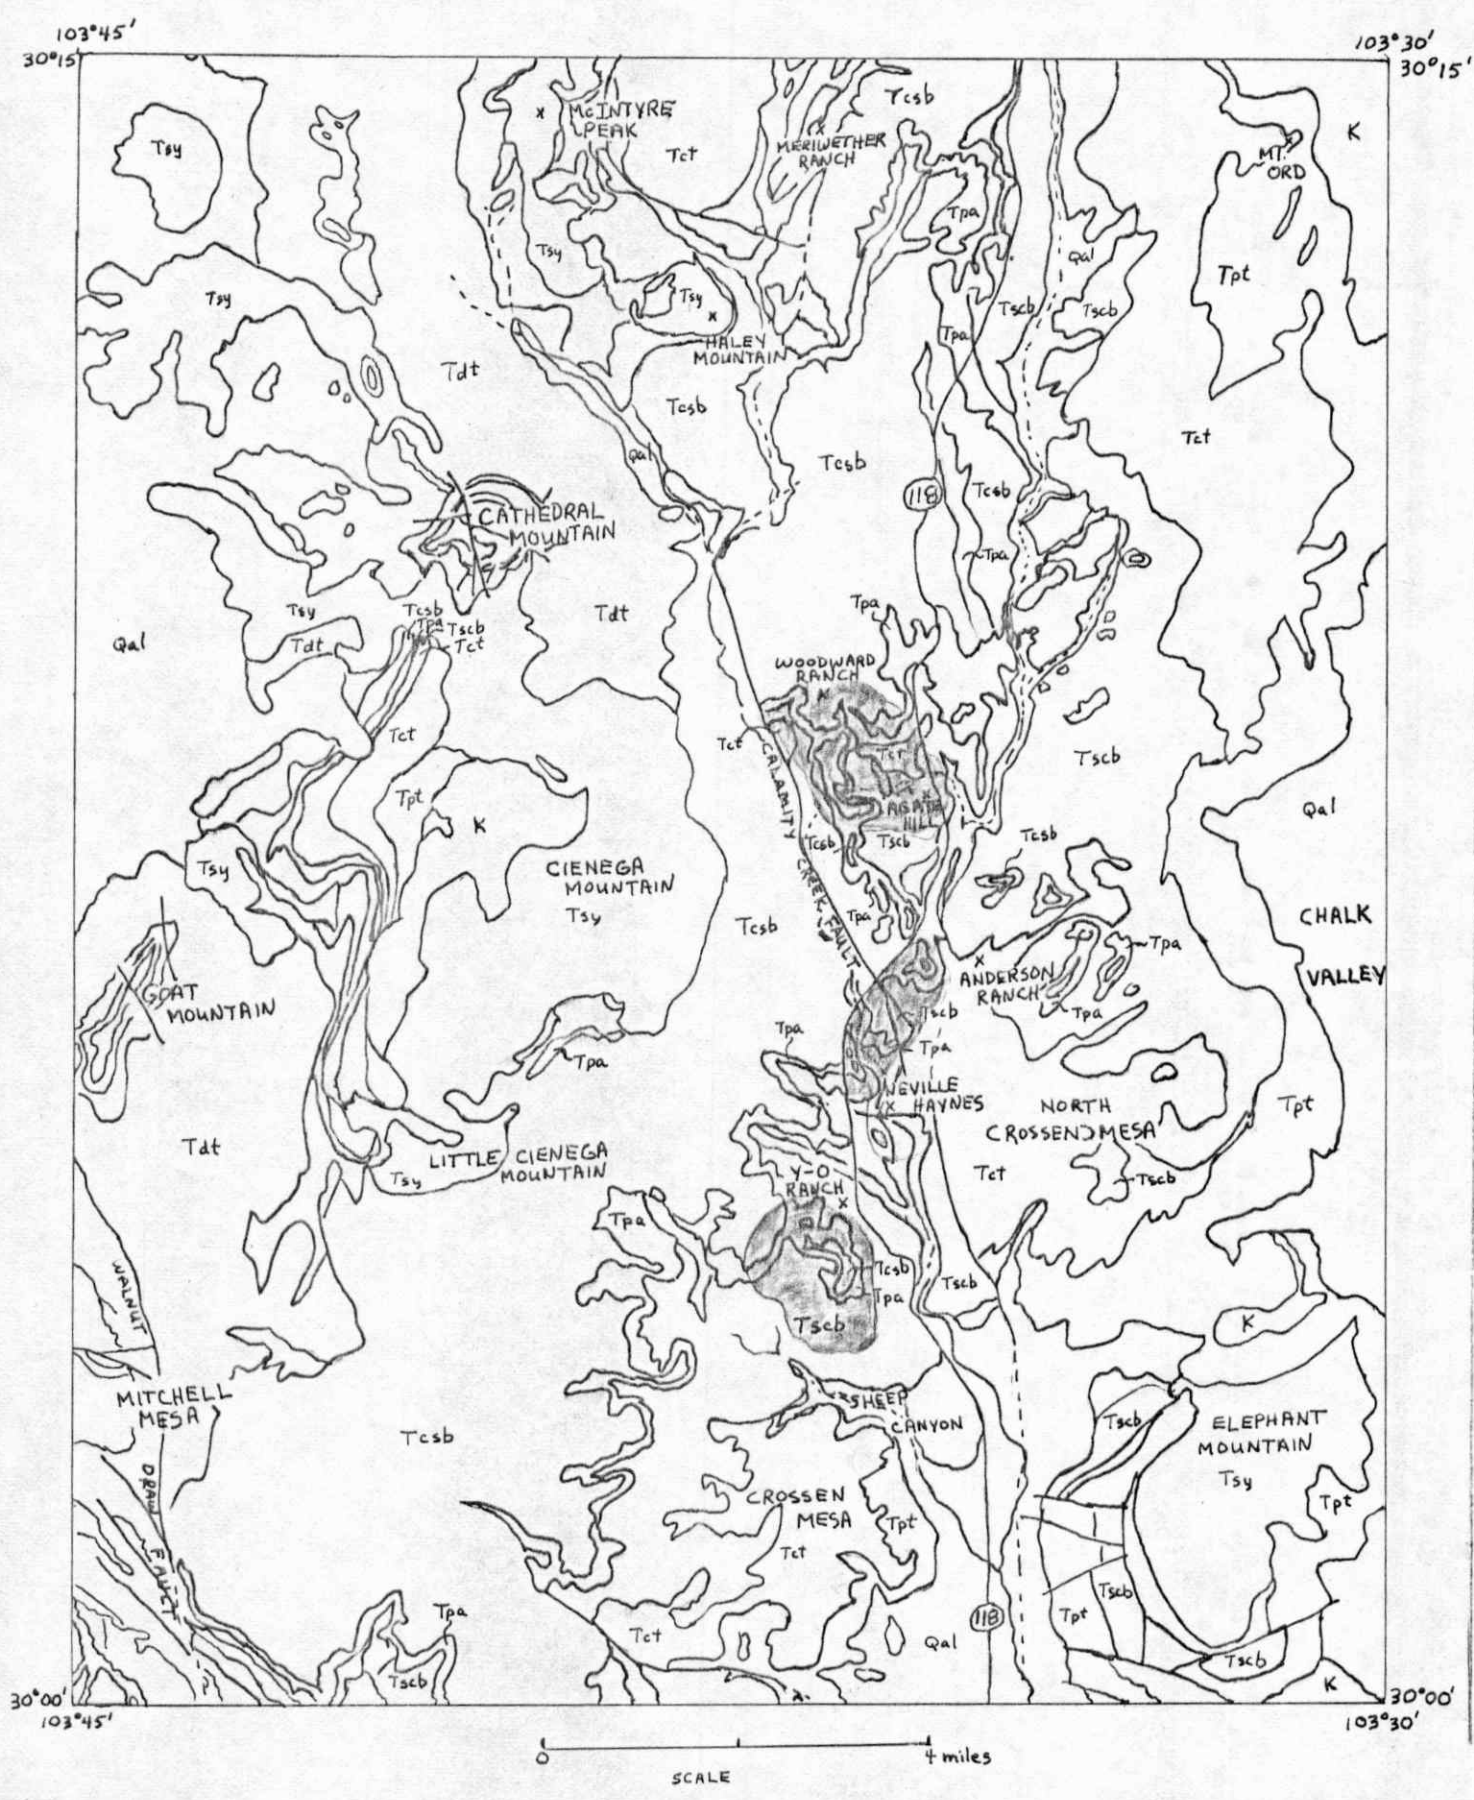 103°45'
103°30'
30°15'
30°15'
Tcsb
McINTYRE
PEAK
K
Tsy
MERIWETHER
RANCH
Tct
MT.
ORD
Tpa
Tsy
Qal
Tpt
Tsy
Tsy
Tscb
Tscb
HALEY
MOUNTAIN
Tpa
Tdt
Tcsb
Tct
Qal
Tcsb
118
Tcsb
CATHEDRAL
MOUNTAIN
Tpa
Tpa
Tsy
Tcsb
Tpa
Tscb
Tct
Tdt
Qal
Tdt
WOODWARD
RANCH
Tct
Tct
Tct
Tscb
CALAMITY
CREEK FAULT
Tpt
AGATE
HILL
Qal
K
Tcsb
Tscb
Tcsb
Tsy
CIENEGA
MOUNTAIN
Tsy
Tcsb
Tpa
CHALK
VALLEY
Tpa
ANDERSON
RANCH
GOAT
MOUNTAIN
Tscb
Tpa
Tpa
Tpa
Tpa
NEVILLE
HAYNES
NORTH
CROSSEN MESA
Tpt
Tdt
LITTLE CIENEGA
MOUNTAIN
Tsy
Y-O
RANCH
Tct
Tscb
Tpa
Tcsb
Tpa
Tscb
Tscb
WALNUT
K
MITCHELL
MESA
SHEEP
CANYON
Tscb
ELEPHANT
MOUNTAIN
Tsy
Tcsb
DRAW
CROSSEN
MESA
Tpt
Tpt
Tct
FAULT
Tscb
Tpa
Tpt
118
Tct
Qal
Tscb
Tscb
K
30°00'
30°00'
103°45'
103°30'
0
4 miles
SCALE